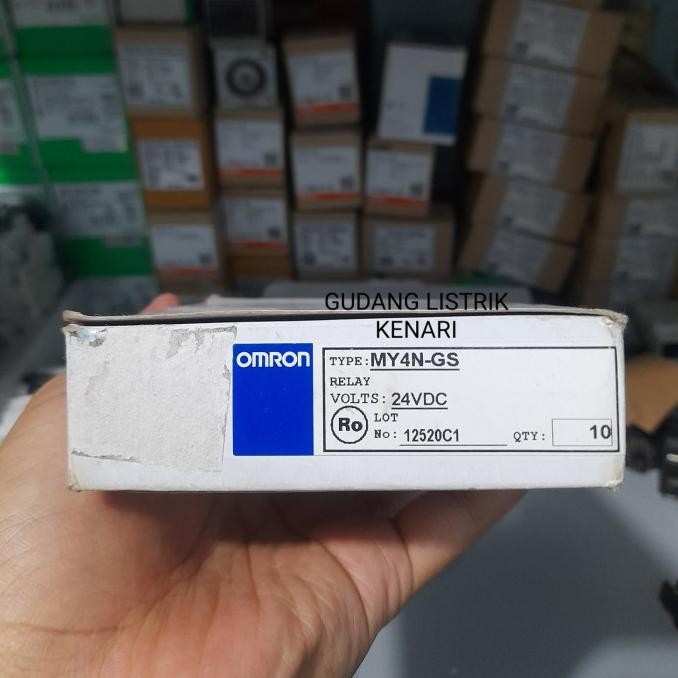 GUDANG LISTRIK
KENARI
OMRON
TYPE: MY4N-GS
RELAY
VOLTS: 24VDC
Ro
LOT
No: 12520C1
QTY: 10